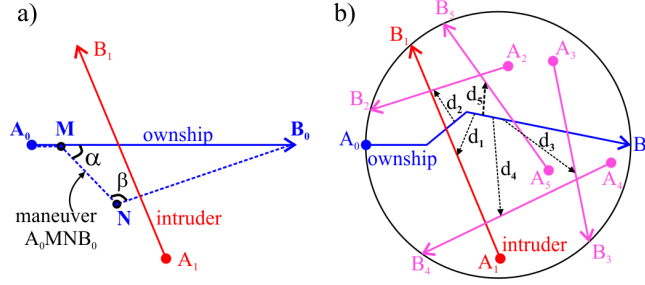 a)
B₁
A₀
M
ownship
B₀
α
β
maneuver
A₀MNB₀
N
intruder
A₁
b)
B₅
B₁
A₂
A₃
B₂
d₂
d₅
A₀
ownship
d₁
d₃
B
d₄
A₅
A₄
B₄
intruder
B₃
A₁